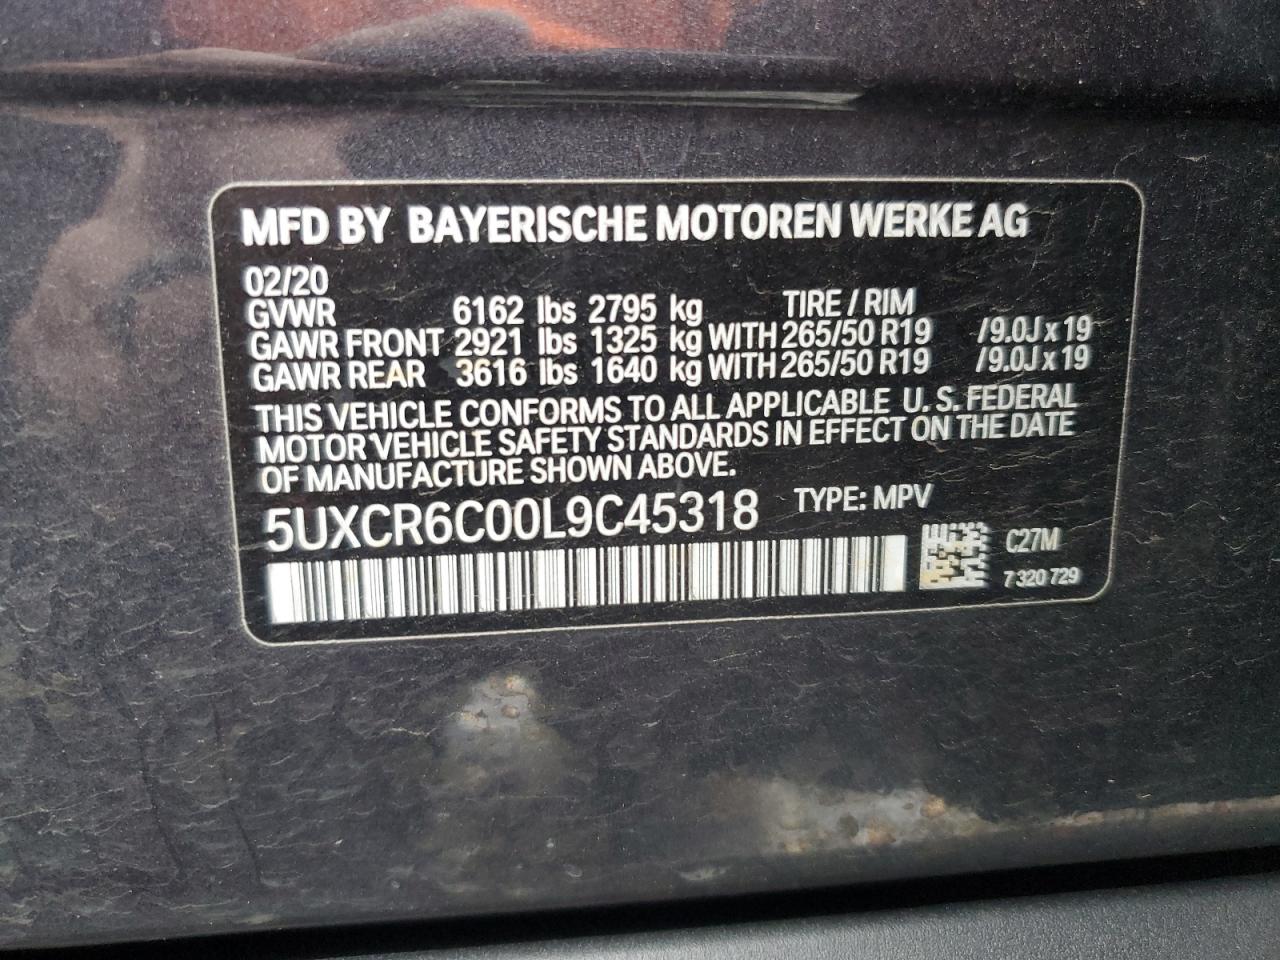 MFD BY BAYERISCHE MOTOREN WERKE AG
02/20
GVWR 6162 lbs 2795 kg TIRE / RIM
GAWR FRONT 2921 lbs 1325 kg WITH 265/50 R19 /9.0J x 19
GAWR REAR 3616 lbs 1640 kg WITH 265/50 R19 /9.0J x 19
THIS VEHICLE CONFORMS TO ALL APPLICABLE U. S. FEDERAL
MOTOR VEHICLE SAFETY STANDARDS IN EFFECT ON THE DATE
OF MANUFACTURE SHOWN ABOVE.
5UXCR6C00L9C45318 TYPE: MPV
C27M
7 320 729